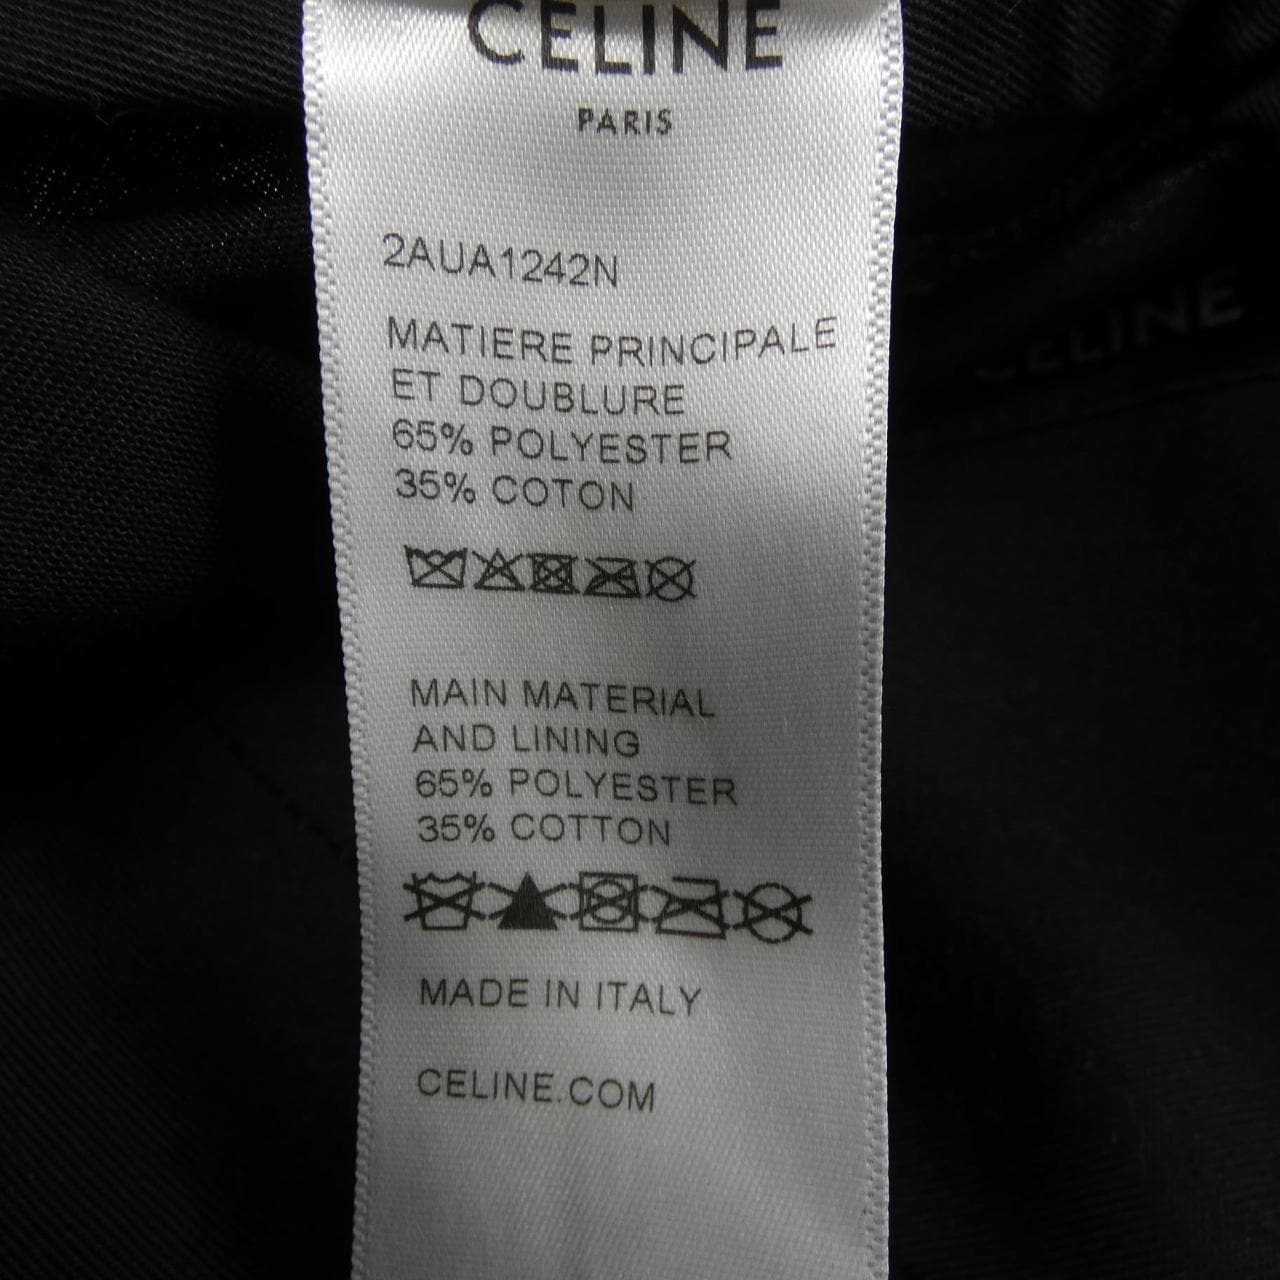 CELINE
PARIS
2AUA1242N
MATIERE PRINCIPALE
ET DOUBLURE
65% POLYESTER
35% COTON
MAIN MATERIAL
AND LINING
65% POLYESTER
35% COTTON
MADE IN ITALY
CELINE.COM
CELINE